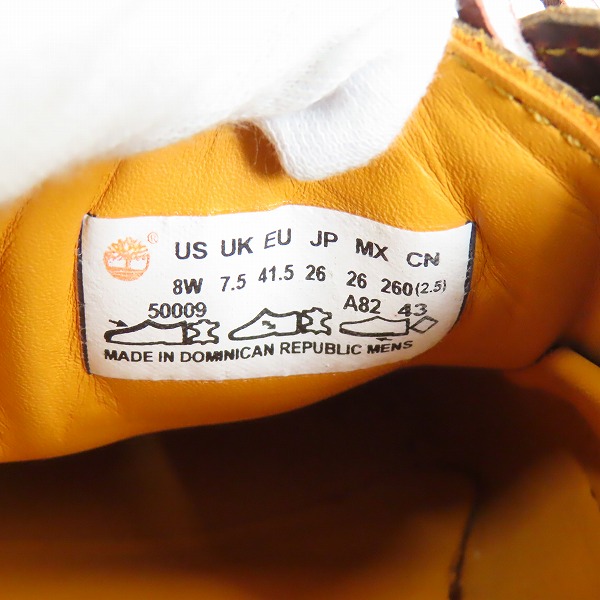 ® US UK EU JP MX CN
8W 7.5 41.5 26 26 260(2.5)
50009 A82 43
MADE IN DOMINICAN REPUBLIC MENS